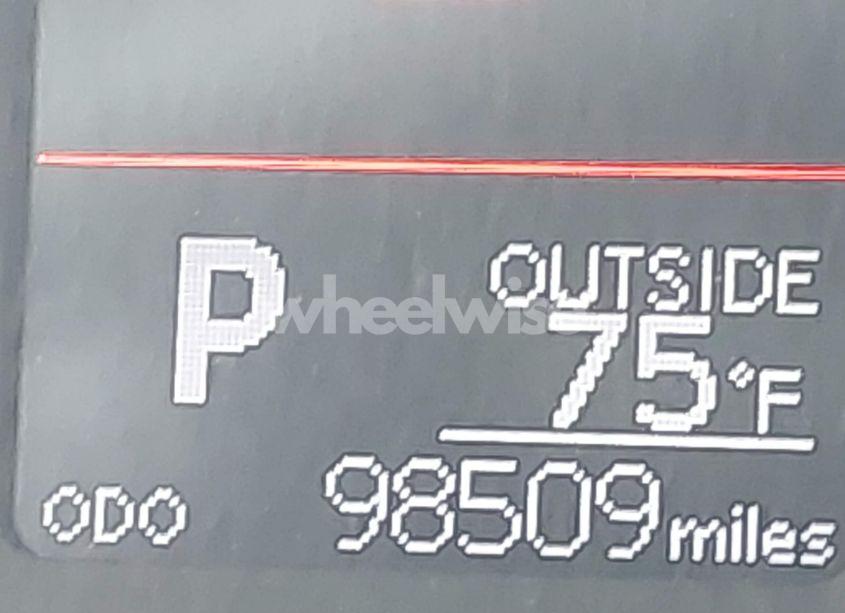 P
OUTSIDE
75°F
ODO 98509 miles
wheelwise